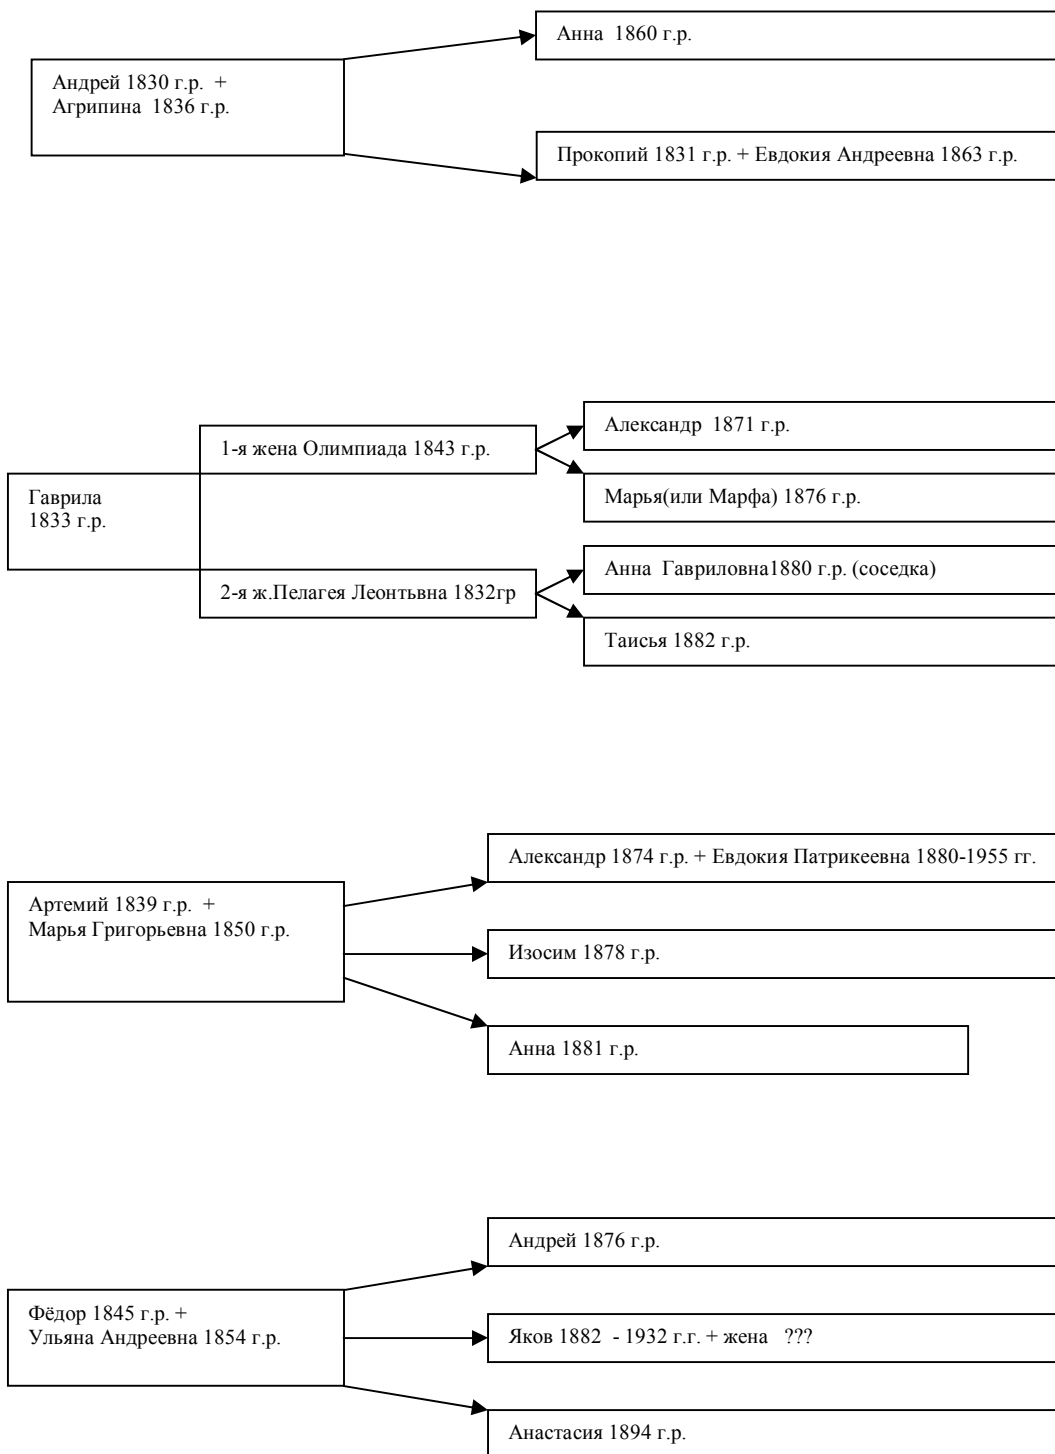 Анна 1860 г.р.
Андрей 1830 г.р. +
Агрипина 1836 г.р.
Прокопий 1831 г.р. + Евдокия Андреевна 1863 г.р.
Гаврила
1833 г.р.
1-я жена Олимпиада 1843 г.р.
Александр 1871 г.р.
Марья(или Марфа) 1876 г.р.
2-я ж.Пелагея Леонтьвна 1832гр
Анна Гавриловна1880 г.р. (соседка)
Таисья 1882 г.р.
Артемий 1839 г.р. +
Марья Григорьевна 1850 г.р.
Александр 1874 г.р. + Евдокия Патрикеевна 1880-1955 гг.
Изосим 1878 г.р.
Анна 1881 г.р.
Фёдор 1845 г.р. +
Ульяна Андреевна 1854 г.р.
Андрей 1876 г.р.
Яков 1882 - 1932 г.г. + жена ???
Анастасия 1894 г.р.